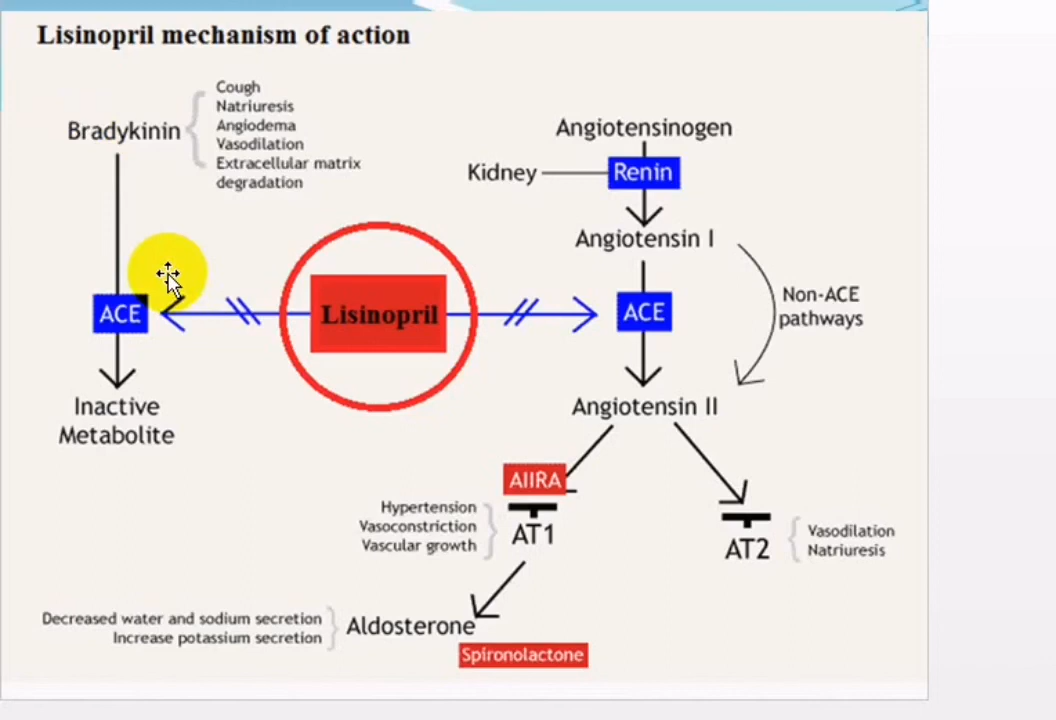 Lisinopril mechanism of action
Bradykinin
Cough
Natriuresis
Angiodema
Vasodilation
Extracellular matrix
degradation
ACE
Inactive
Metabolite
Lisinopril
Angiotensinogen
Kidney
Renin
Angiotensin I
ACE
Non-ACE
pathways
Angiotensin II
AIIRA
Hypertension
Vasoconstriction
Vascular growth
AT1
AT2
Vasodilation
Natriuresis
Decreased water and sodium secretion
Increase potassium secretion
Aldosterone
Spironolactone